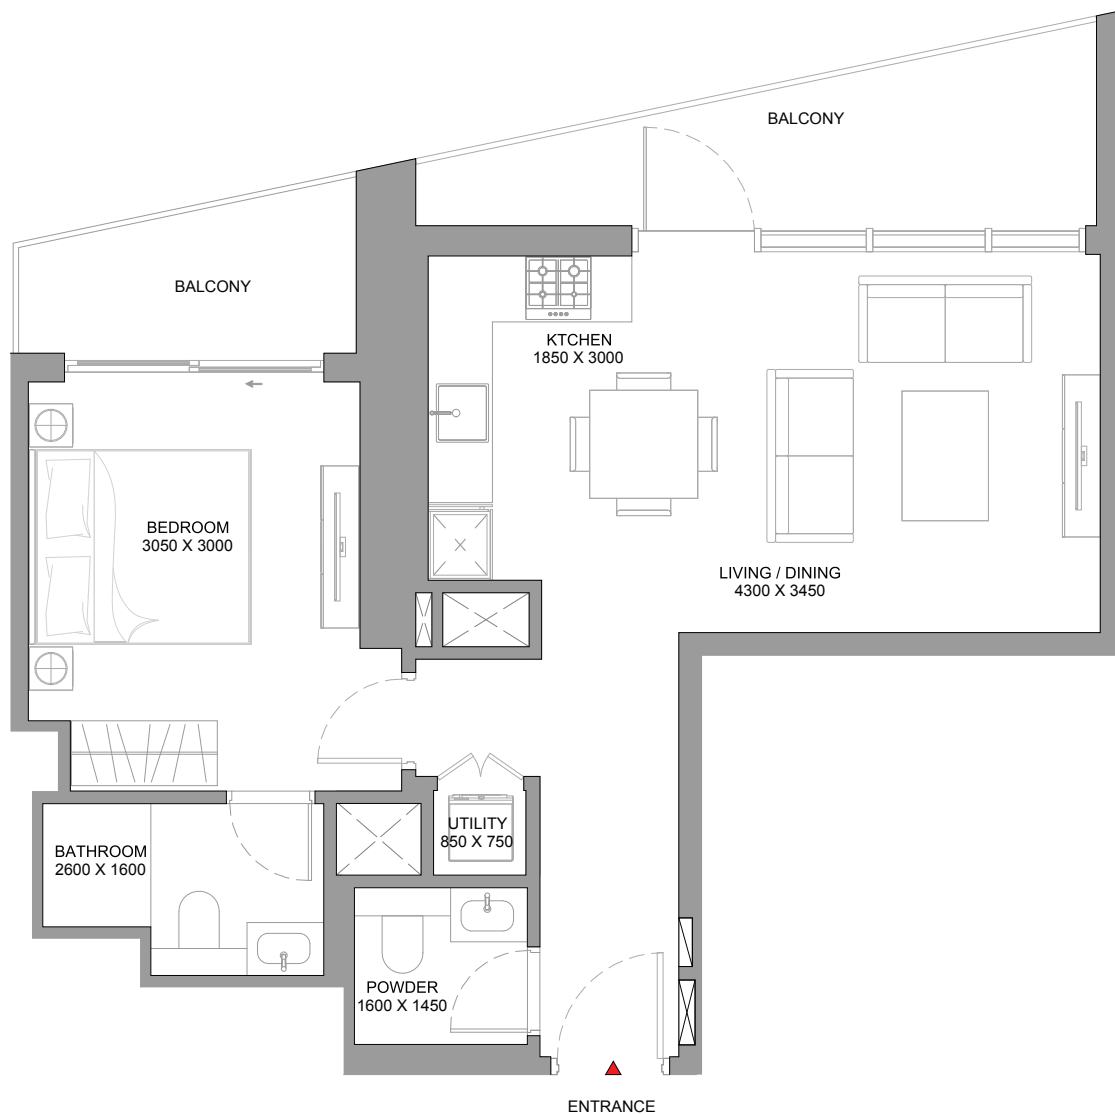 BALCONY
BALCONY
KTCHEN
1850 X 3000
BEDROOM
3050 X 3000
LIVING / DINING
4300 X 3450
UTILITY
850 X 750
BATHROOM
2600 X 1600
POWDER
1600 X 1450
ENTRANCE